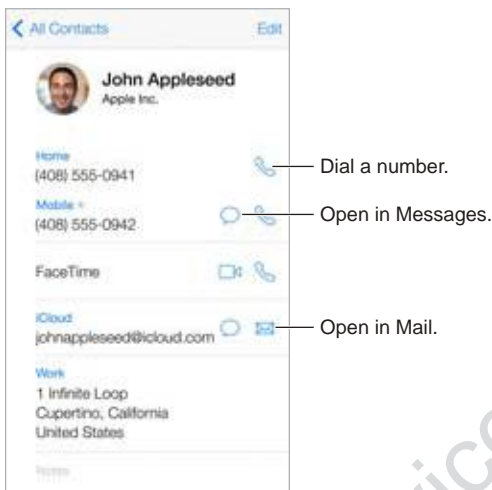 All Contacts Edit
John Appleseed
Apple Inc.
Home
(408) 555-0941
Dial a number.
Mobile
(408) 555-0942
Open in Messages.
FaceTime
iCloud
johnappleseed@icloud.com
Open in Mail.
Work
1 Infinite Loop
Cupertino, California
United States
Notes